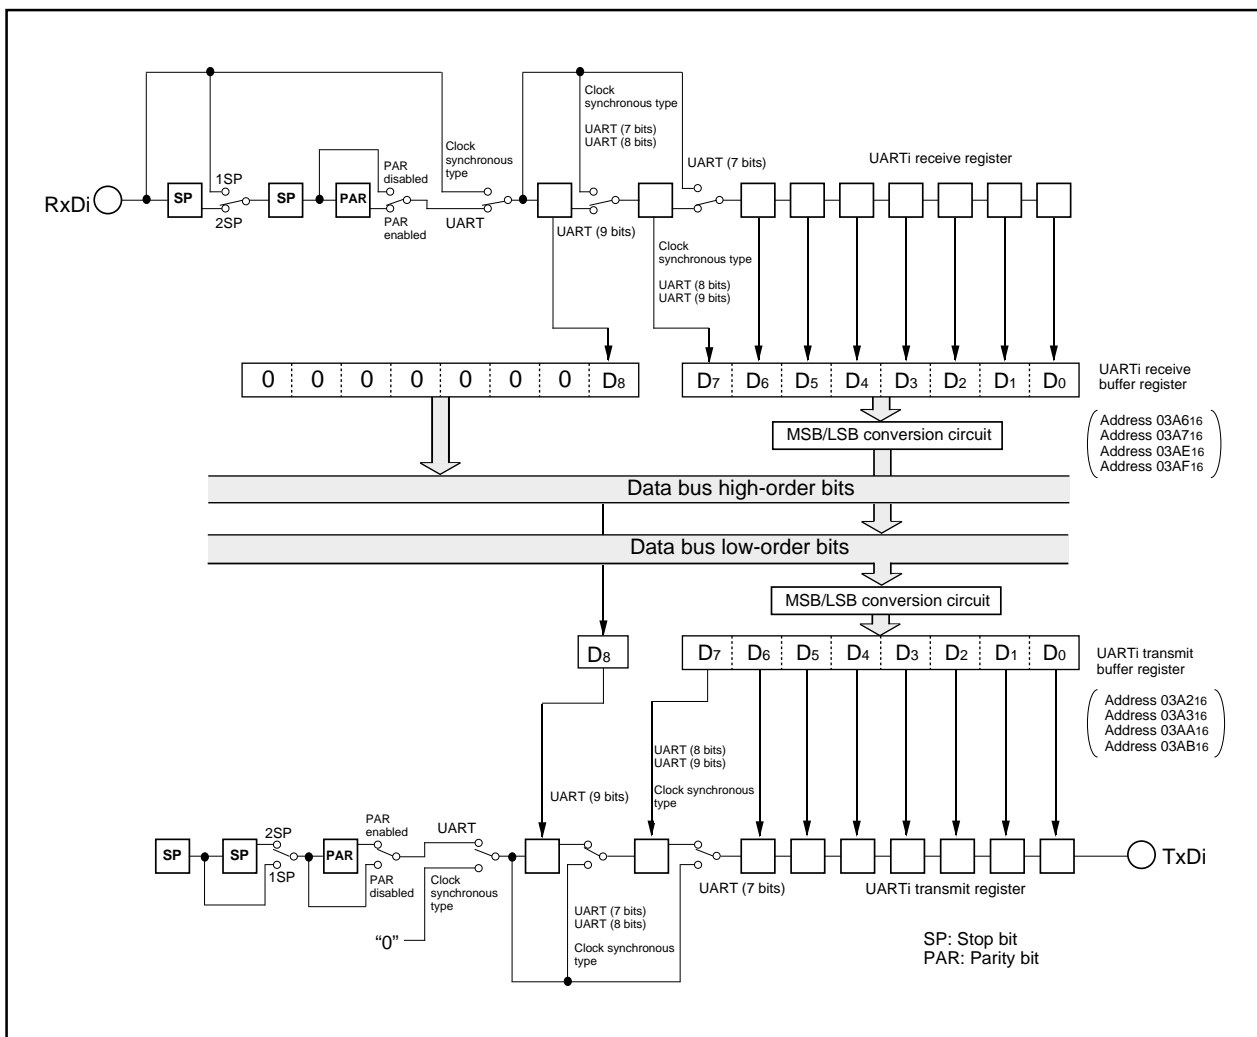 Clock
synchronous type
UART (7 bits)
UART (8 bits)
Clock
synchronous
type
UART (7 bits)
UARTi receive register
PAR
disabled
1SP
RxDi
SP
SP
PAR
2SP
PAR
enabled
UART
UART (9 bits)
Clock
synchronous type
UART (8 bits)
UART (9 bits)
0 0 0 0 0 0 0 D8
D7 D6 D5 D4 D3 D2 D1 D0
UARTi receive
buffer register
MSB/LSB conversion circuit
Address 03A616
Address 03A716
Address 03AE16
Address 03AF16
Data bus high-order bits
Data bus low-order bits
MSB/LSB conversion circuit
D8
D7 D6 D5 D4 D3 D2 D1 D0
UARTi transmit
buffer register
Address 03A216
Address 03A316
Address 03AA16
Address 03AB16
UART (8 bits)
UART (9 bits)
Clock synchronous
type
UART (9 bits)
PAR
enabled
UART
2SP
SP
SP
PAR
1SP
PAR
disabled
Clock
synchronous
type
TxDi
UART (7 bits)
UARTi transmit register
UART (7 bits)
UART (8 bits)
Clock synchronous
type
“0”
SP: Stop bit
PAR: Parity bit